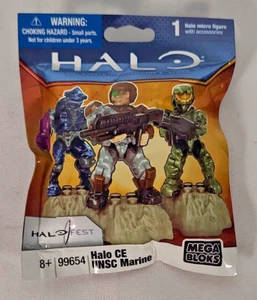 WARNING:
CHOKING HAZARD - Small parts.
Not for children under 3 years.
1 Halo micro figure
with accessories
HALO
HALOFEST
8+ 99654 Halo CE
UNSC Marine
MEGA
BLOKS